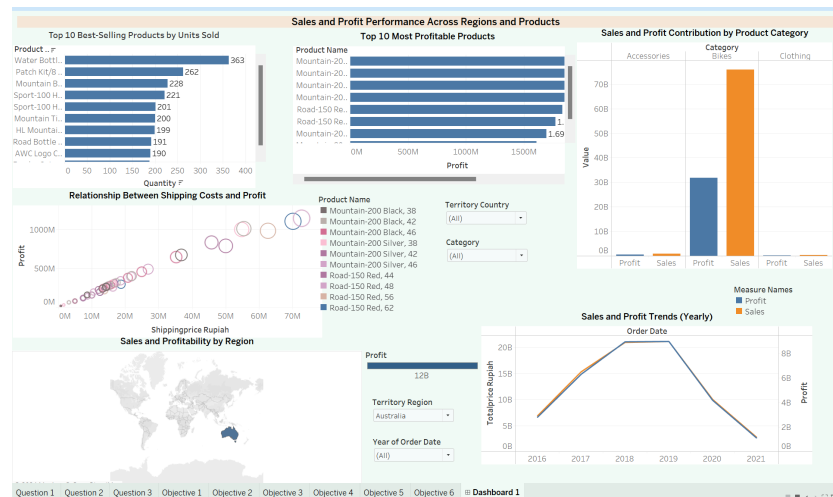 Sales and Profit Performance Across Regions and Products
Top 10 Best-Selling Products by Units Sold
Product ..
Water Bottl.. 363
Patch Kit/8 .. 262
Mountain B.. 228
Sport-100 H.. 221
Sport-100 H.. 201
Mountain Ti.. 200
HL Mountai.. 199
Road Bottle .. 191
AWC Logo C.. 190
0 50 100 150 200 250 300 350 400
Quantity
Top 10 Most Profitable Products
Product Name
Mountain-20..
Mountain-20..
Mountain-20..
Mountain-20..
Road-150 Re..
Road-150 Re.. 1.
Mountain-20.. 1.69
0M 500M 1000M 1500M
Profit
Sales and Profit Contribution by Product Category
Category
Accessories Bikes Clothing
70B
60B
50B
40B
30B
20B
10B
0B
Value
Profit Sales Profit Sales Profit Sales
Relationship Between Shipping Costs and Profit
1000M
500M
0M
Profit
0M 10M 20M 30M 40M 50M 60M 70M
Shippingprice Rupiah
Product Name
Mountain-200 Black, 38
Mountain-200 Black, 42
Mountain-200 Black, 46
Mountain-200 Silver, 38
Mountain-200 Silver, 42
Mountain-200 Silver, 46
Road-150 Red, 44
Road-150 Red, 48
Road-150 Red, 56
Road-150 Red, 62
Territory Country
(All)
Category
(All)
Measure Names
Profit
Sales
Sales and Profitability by Region
Profit
12B
Territory Region
Australia
Year of Order Date
(All)
Sales and Profit Trends (Yearly)
Order Date
20B
15B
10B
5B
0B
Totalprice Rupiah
8B
6B
4B
2B
0B
Profit
2016 2017 2018 2019 2020 2021
Question 1 Question 2 Question 3 Objective 1 Objective 2 Objective 3 Objective 4 Objective 5 Objective 6 Dashboard 1